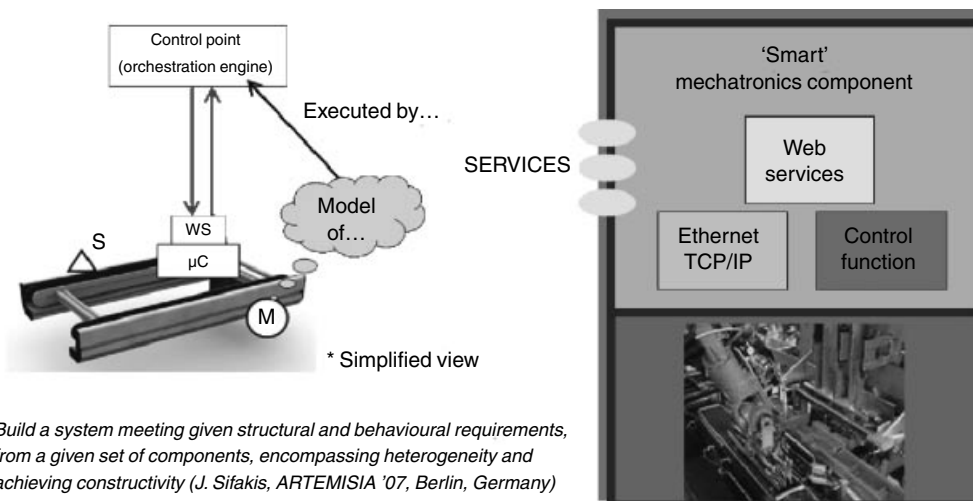 Control point
(orchestration engine)
Executed by…
Model
of…
WS
µC
S
M
* Simplified view
Build a system meeting given structural and behavioural requirements,
from a given set of components, encompassing heterogeneity and
achieving constructivity (J. Sifakis, ARTEMISIA '07, Berlin, Germany)
SERVICES
'Smart'
mechatronics component
Web
services
Ethernet
TCP/IP
Control
function